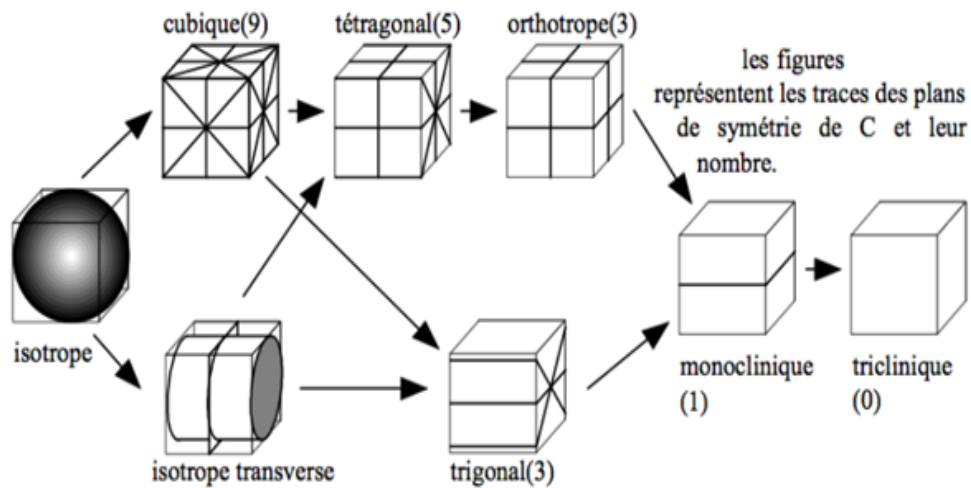 cubique(9)
tétragonal(5)
orthotrope(3)
les figures
représentent les traces des plans
de symétrie de C et leur
nombre.
isotrope
isotrope transverse
trigonal(3)
monoclinique
(1)
triclinique
(0)